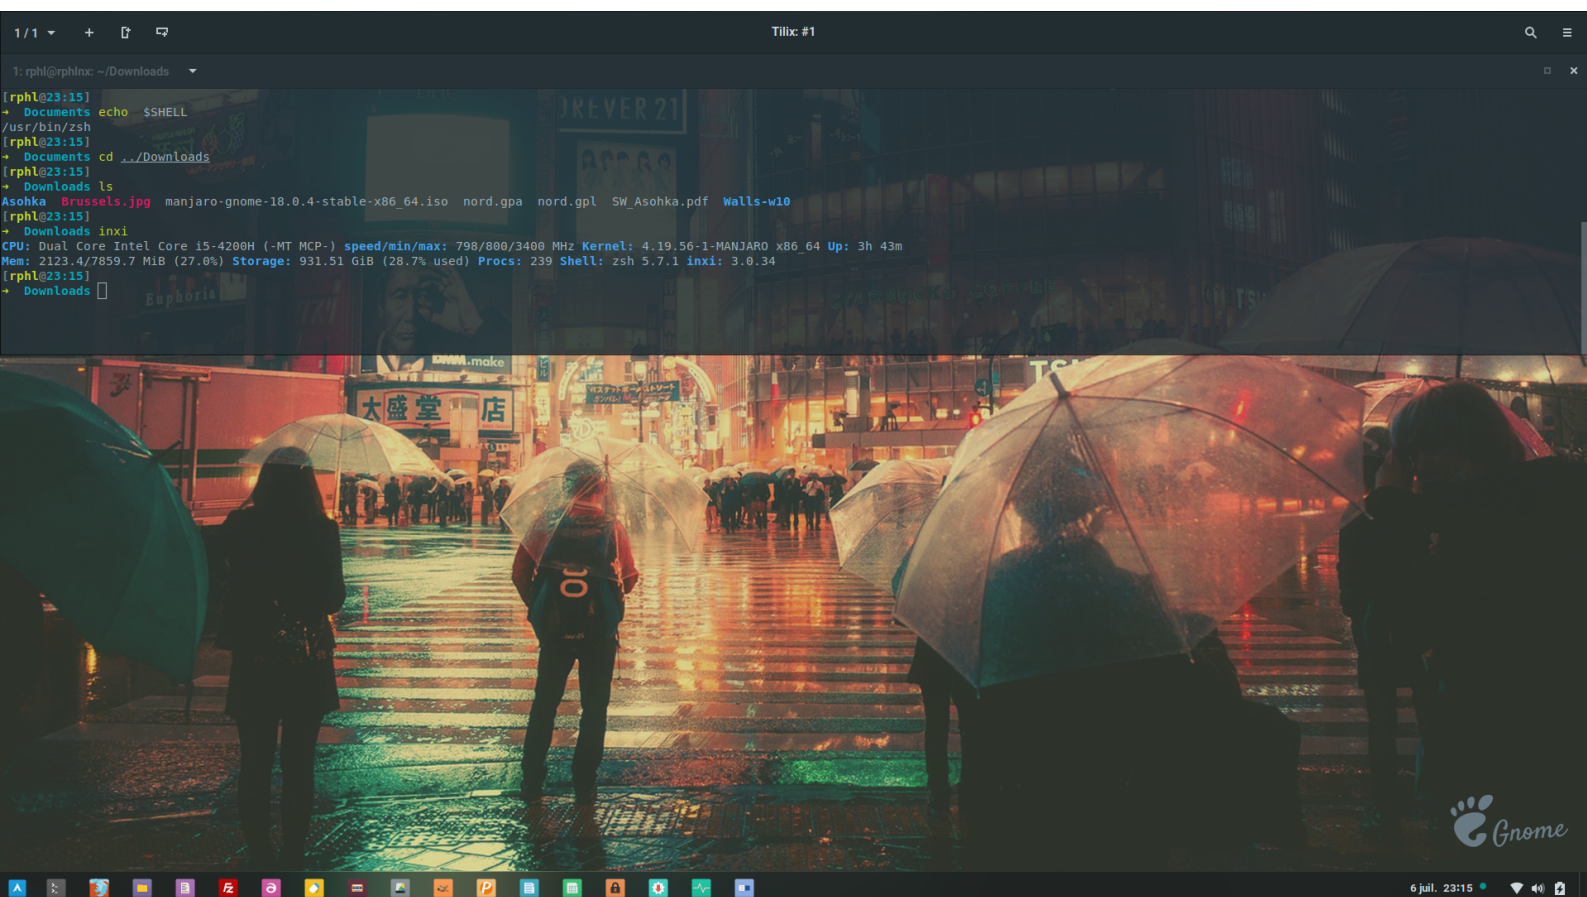 1 / 1
Tilix: #1
1: rphl@rphlnx: ~/Downloads
[rphl@23:15]
→ Documents echo $SHELL
/usr/bin/zsh
[rphl@23:15]
→ Documents cd ../Downloads
[rphl@23:15]
→ Downloads ls
Asohka Brussels.jpg manjaro-gnome-18.0.4-stable-x86_64.iso nord.gpa nord.gpl SW_Asohka.pdf Walls-w10
[rphl@23:15]
→ Downloads inxi
CPU: Dual Core Intel Core i5-4200H (-MT MCP-) speed/min/max: 798/800/3400 MHz Kernel: 4.19.56-1-MANJARO x86_64 Up: 3h 43m
Mem: 2123.4/7859.7 MiB (27.0%) Storage: 931.51 GiB (28.7% used) Procs: 239 Shell: zsh 5.7.1 inxi: 3.0.34
[rphl@23:15]
→ Downloads
FOREVER 21
Euphoria
DMM.make
TSU
大盛堂 店
Gnome
6 juil. 23:15